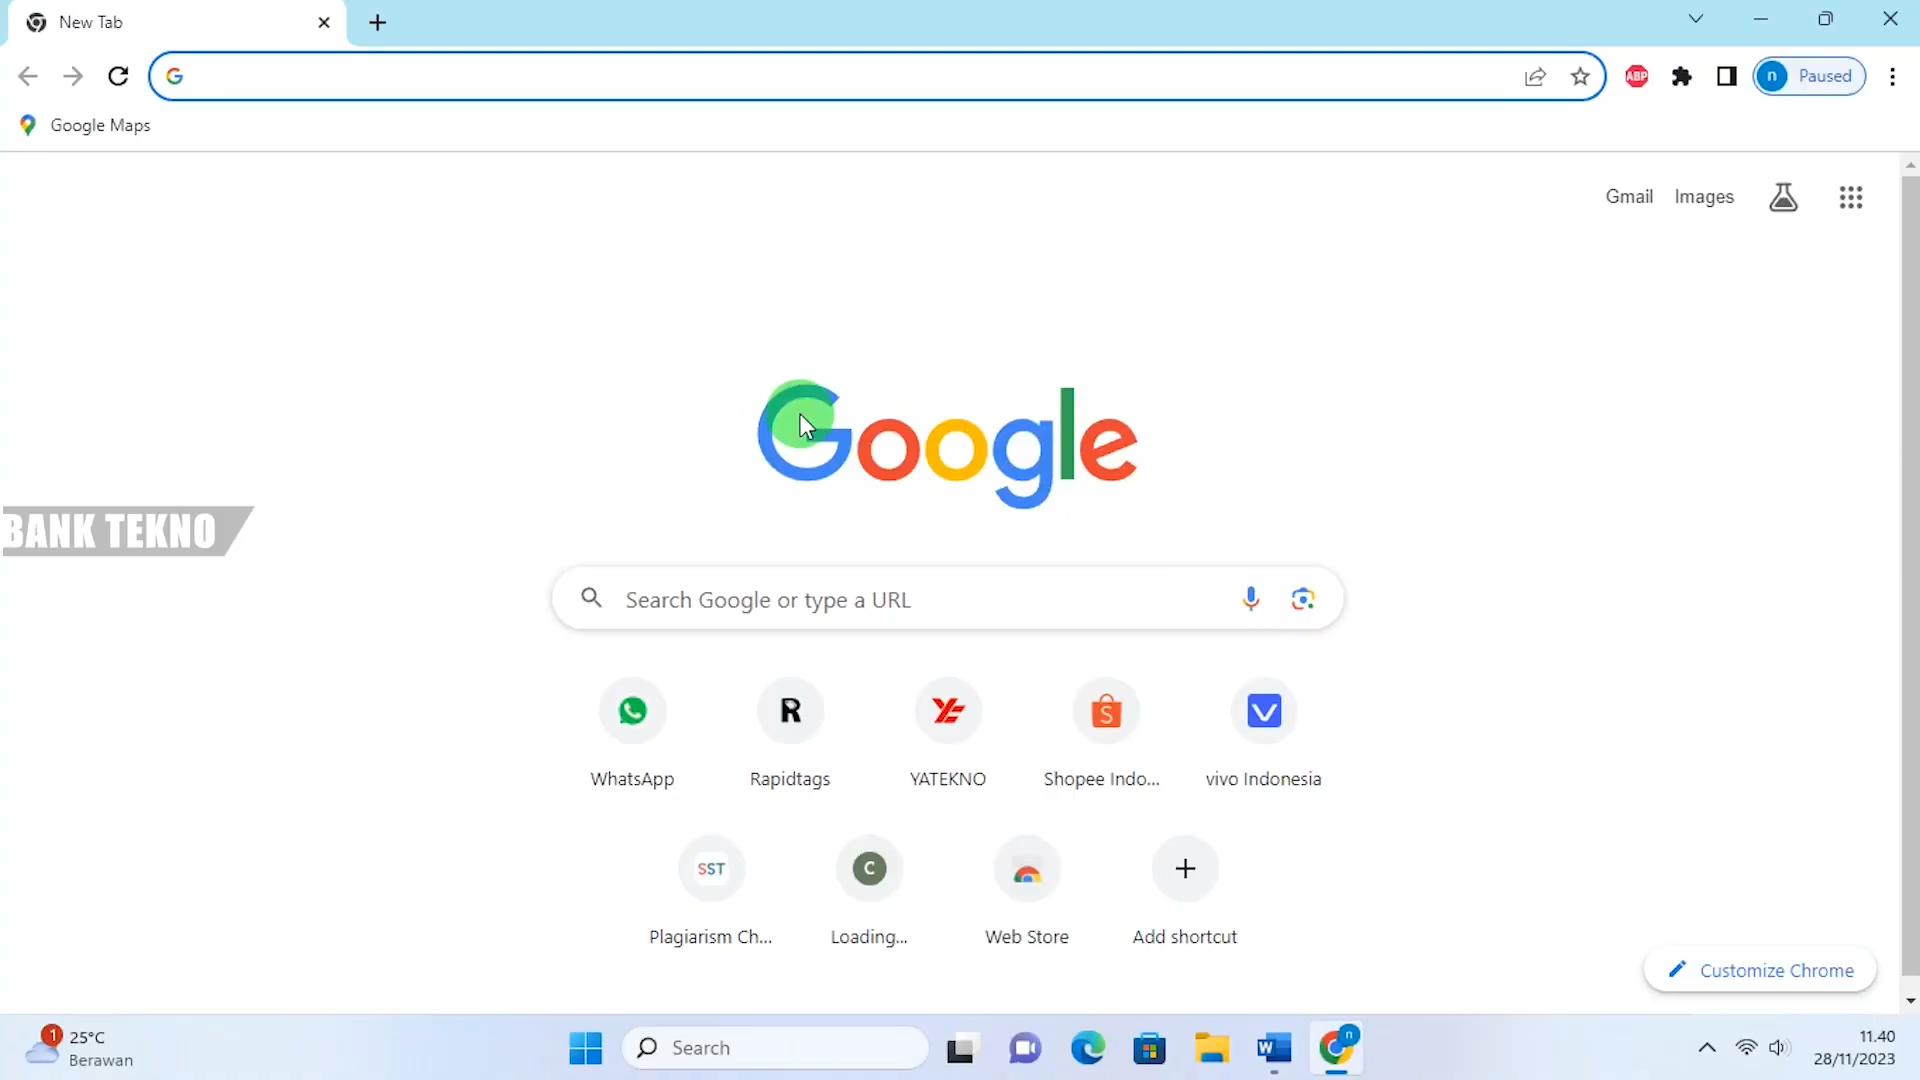 New Tab
ABP
n
Paused
Google Maps
Gmail
Images
Google
BANK TEKNO
Search Google or type a URL
R
S
WhatsApp
Rapidtags
YATEKNO
Shopee Indo...
vivo Indonesia
SST
C
Plagiarism Ch...
Loading...
Web Store
Add shortcut
Customize Chrome
1
25°C
Berawan
Search
W
n
11.40
28/11/2023